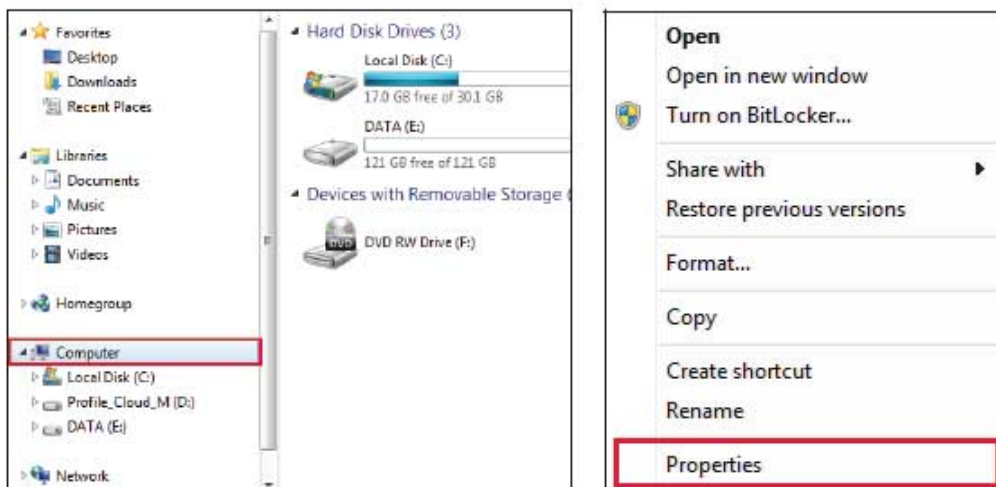 Favorites
Desktop
Downloads
Recent Places
Libraries
Documents
Music
Pictures
Videos
Homegroup
Computer
Local Disk (C:)
Profile_Cloud_M (D:)
DATA (E:)
Network
Hard Disk Drives (3)
Local Disk (C:)
17.0 GB free of 30.1 GB
DATA (E:)
121 GB free of 121 GB
Devices with Removable Storage (
DVD
DVD RW Drive (F:)
Open
Open in new window
Turn on BitLocker...
Share with
Restore previous versions
Format...
Copy
Create shortcut
Rename
Properties